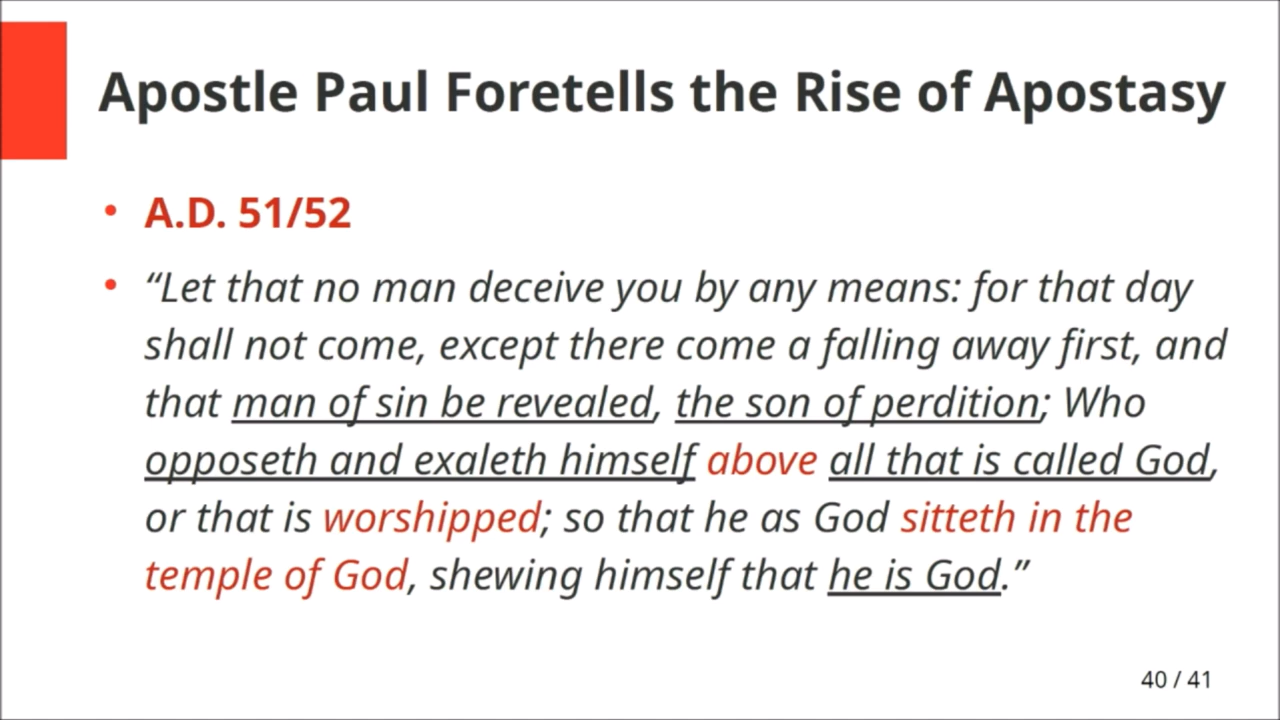 Apostle Paul Foretells the Rise of Apostasy
• A.D. 51/52
• “Let that no man deceive you by any means: for that day
shall not come, except there come a falling away first, and
that man of sin be revealed, the son of perdition; Who
opposeth and exaleth himself above all that is called God,
or that is worshipped; so that he as God sitteth in the
temple of God, shewing himself that he is God.”
40 / 41